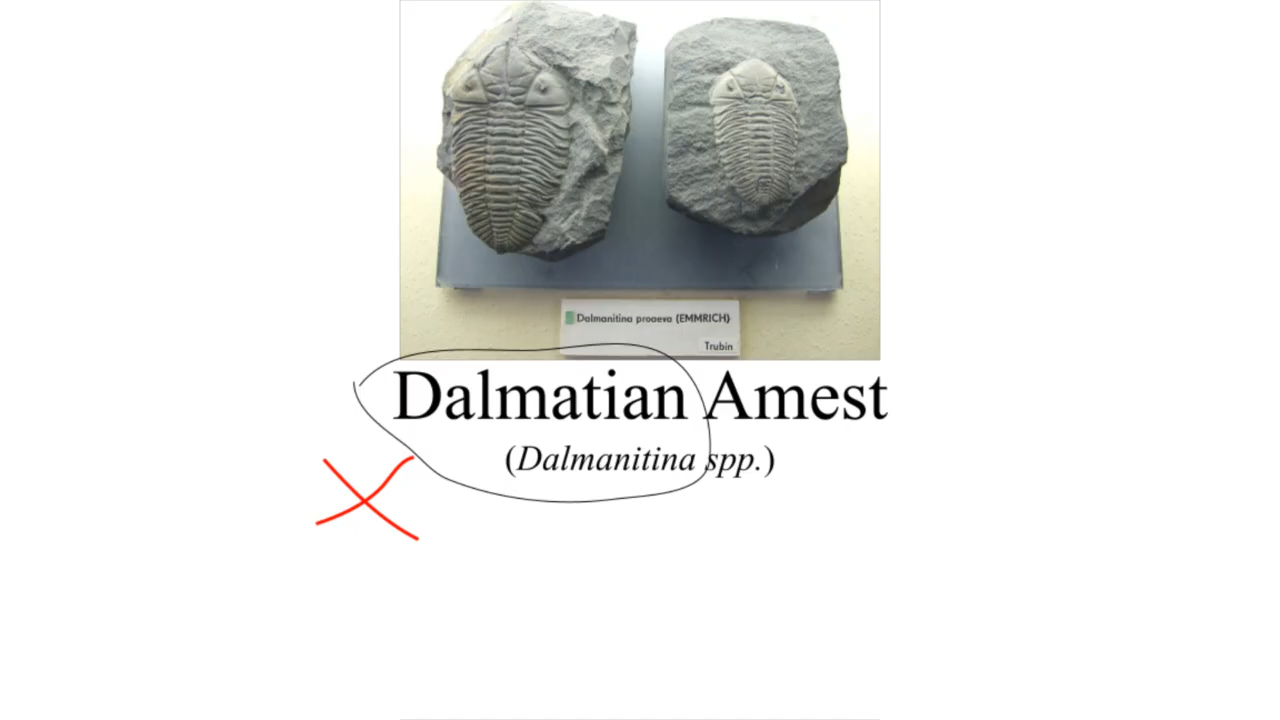 Dalmanitina proaeva (EMMRICH)
Trubin
Dalmatian Amest
(Dalmanitina spp.)